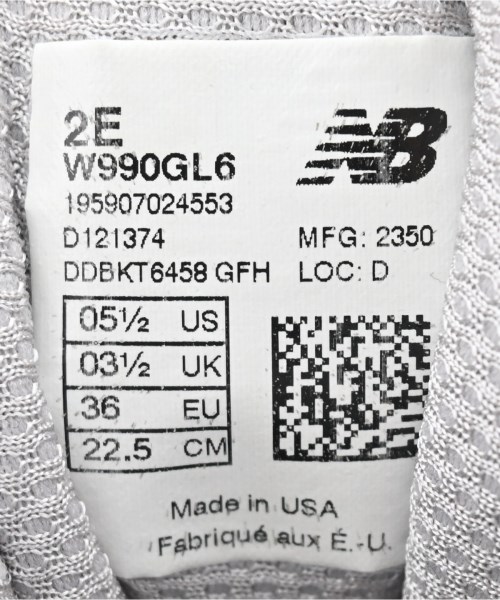 2E
NB
W990GL6
195907024553
D121374
MFG: 2350
DDBKT6458 GFH
LOC: D
05½ US
03½ UK
36 EU
22.5 CM
Made in USA
Fabriqué aux É.-U.